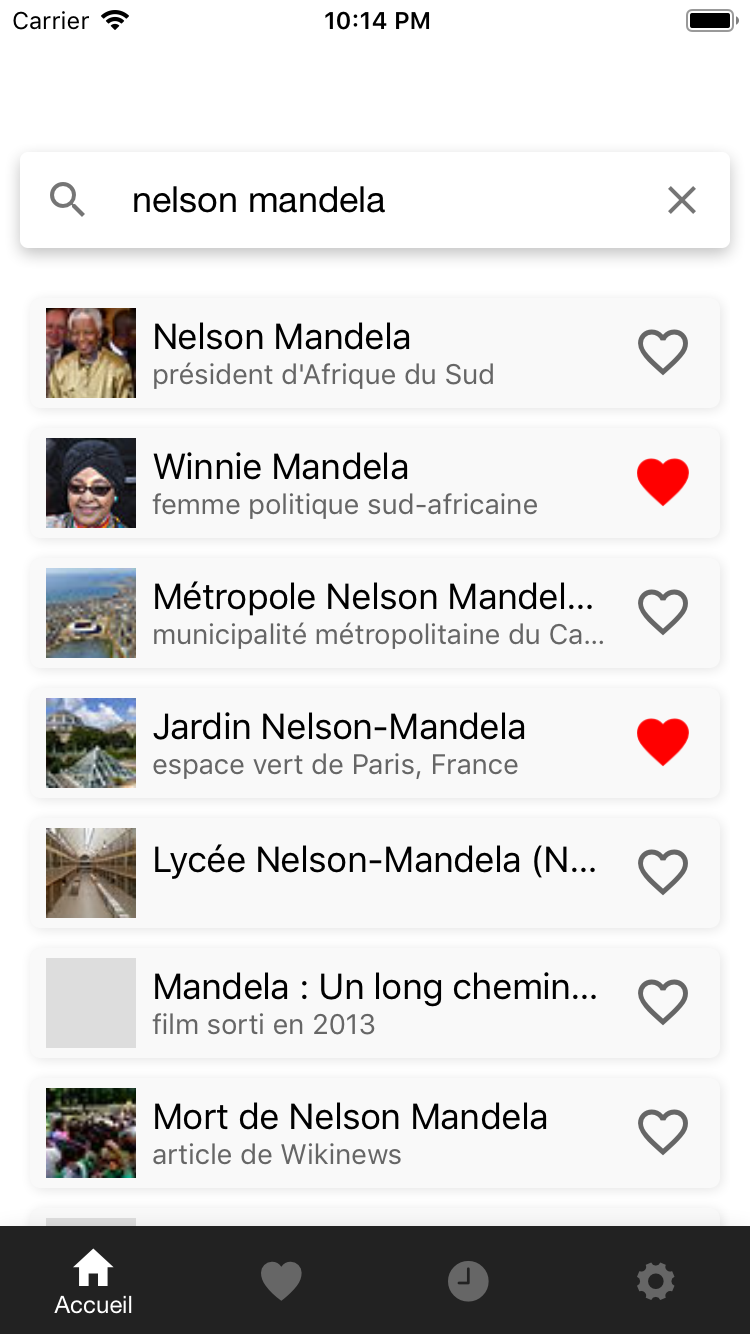 Carrier 10:14 PM
nelson mandela
Nelson Mandela
président d'Afrique du Sud
Winnie Mandela
femme politique sud-africaine
Métropole Nelson Mandel...
municipalité métropolitaine du Ca...
Jardin Nelson-Mandela
espace vert de Paris, France
Lycée Nelson-Mandela (N...
Mandela : Un long chemin...
film sorti en 2013
Mort de Nelson Mandela
article de Wikinews
Accueil